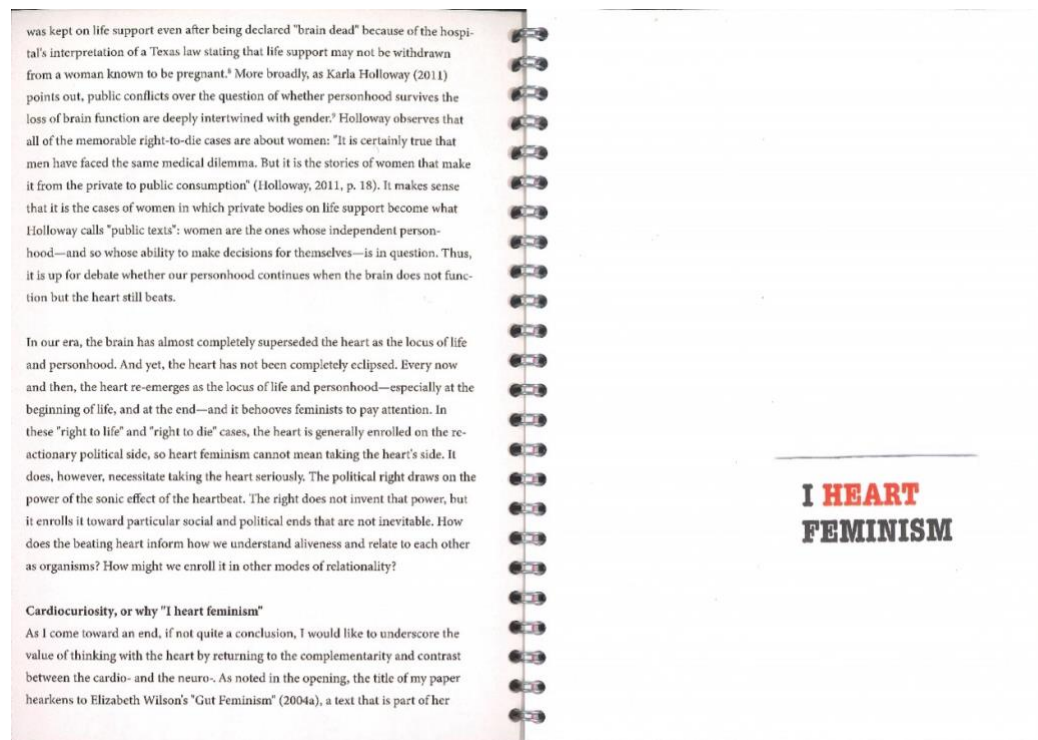 was kept on life support even after being declared "brain dead" because of the hospi-
tal's interpretation of a Texas law stating that life support may not be withdrawn
from a woman known to be pregnant.⁸ More broadly, as Karla Holloway (2011)
points out, public conflicts over the question of whether personhood survives the
loss of brain function are deeply intertwined with gender.⁹ Holloway observes that
all of the memorable right-to-die cases are about women: "It is certainly true that
men have faced the same medical dilemma. But it is the stories of women that make
it from the private to public consumption" (Holloway, 2011, p. 18). It makes sense
that it is the cases of women in which private bodies on life support become what
Holloway calls "public texts": women are the ones whose independent person-
hood—and so whose ability to make decisions for themselves—is in question. Thus,
it is up for debate whether our personhood continues when the brain does not func-
tion but the heart still beats.
In our era, the brain has almost completely superseded the heart as the locus of life
and personhood. And yet, the heart has not been completely eclipsed. Every now
and then, the heart re-emerges as the locus of life and personhood—especially at the
beginning of life, and at the end—and it behooves feminists to pay attention. In
these "right to life" and "right to die" cases, the heart is generally enrolled on the re-
actionary political side, so heart feminism cannot mean taking the heart's side. It
does, however, necessitate taking the heart seriously. The political right draws on the
power of the sonic effect of the heartbeat. The right does not invent that power, but
it enrolls it toward particular social and political ends that are not inevitable. How
does the beating heart inform how we understand aliveness and relate to each other
as organisms? How might we enroll it in other modes of relationality?
Cardiocuriosity, or why "I heart feminism"
As I come toward an end, if not quite a conclusion, I would like to underscore the
value of thinking with the heart by returning to the complementarity and contrast
between the cardio- and the neuro-. As noted in the opening, the title of my paper
hearkens to Elizabeth Wilson's "Gut Feminism" (2004a), a text that is part of her
I HEART
FEMINISM